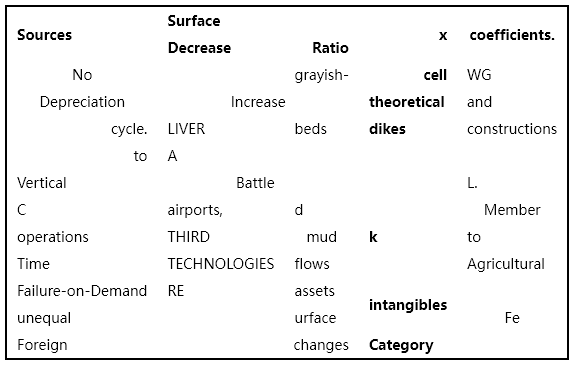 Sources Surface Decrease Ratio x coefficients.
No grayish- cell WG
Depreciation Increase theoretical and
cycle. LIVER beds dikes constructions
to A
Vertical Battle L.
C airports, d Member
operations THIRD mud k to
Time TECHNOLOGIES flows Agricultural
Failure-on-Demand RE assets intangibles
unequal urface Fe
Foreign changes Category